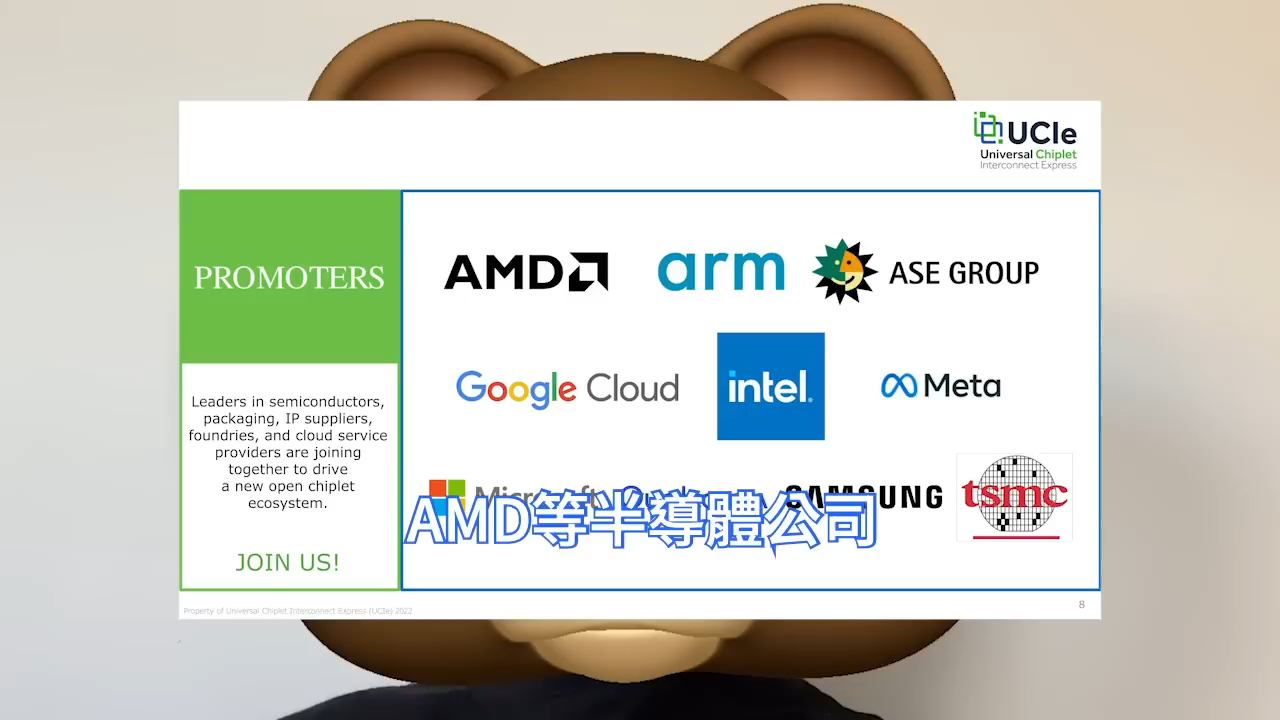 UCIe
Universal Chiplet
Interconnect Express
PROMOTERS
Leaders in semiconductors,
packaging, IP suppliers,
foundries, and cloud service
providers are joining
together to drive
a new open chiplet
ecosystem.
JOIN US!
AMD
arm
ASE GROUP
Google Cloud
intel.
Meta
Microsoft
SAMSUNG
tsmc
AMD等半導體公司
Property of Universal Chiplet Interconnect Express (UCIe) 2022
8